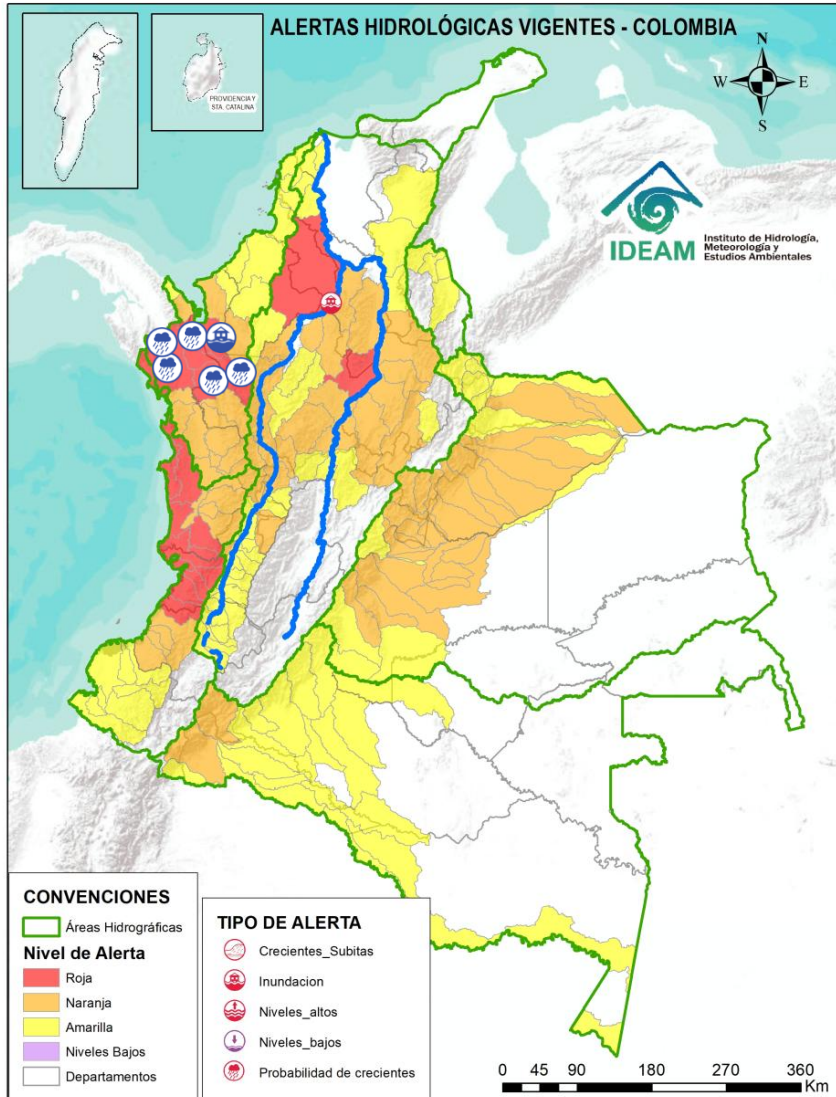 ALERTAS HIDROLÓGICAS VIGENTES - COLOMBIA
PROVIDENCIA Y
STA. CATALINA
N
W
E
S
IDEAM
Instituto de Hidrología,
Meteorología y
Estudios Ambientales
CONVENCIONES
Áreas Hidrográficas
Nivel de Alerta
Roja
Naranja
Amarilla
Niveles Bajos
Departamentos
TIPO DE ALERTA
Crecientes_Subitas
Inundacion
Niveles_altos
Niveles_bajos
Probabilidad de crecientes
0 45 90 180 270 360
Km